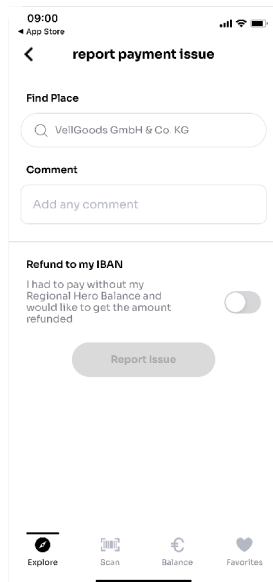 09:00
◀ App Store
report payment issue
Find Place
VellGoods GmbH & Co. KG
Comment
Add any comment
Refund to my IBAN
I had to pay without my
Regional Hero Balance and
would like to get the amount
refunded
Report Issue
Explore
Scan
Balance
Favorites